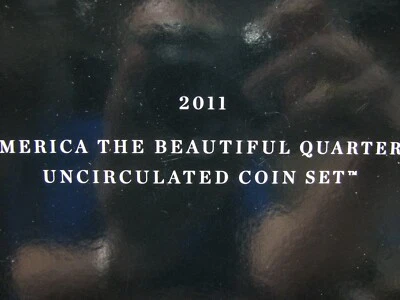 2011
MERICA THE BEAUTIFUL QUARTER
UNCIRCULATED COIN SET™